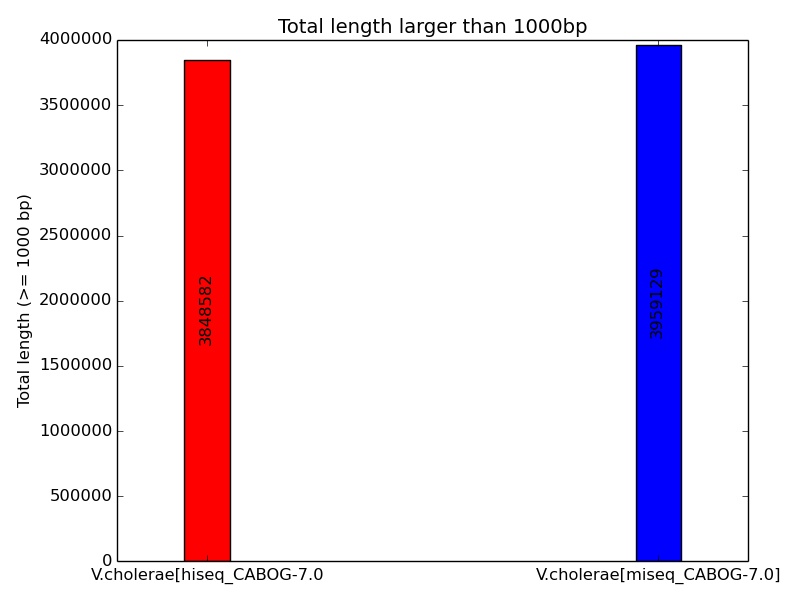 Total length larger than 1000bp
Total length (>= 1000 bp)
4000000
3500000
3000000
2500000
2000000
1500000
1000000
500000
0
3848582
3959129
V.cholerae[hiseq_CABOG-7.0
V.cholerae[miseq_CABOG-7.0]